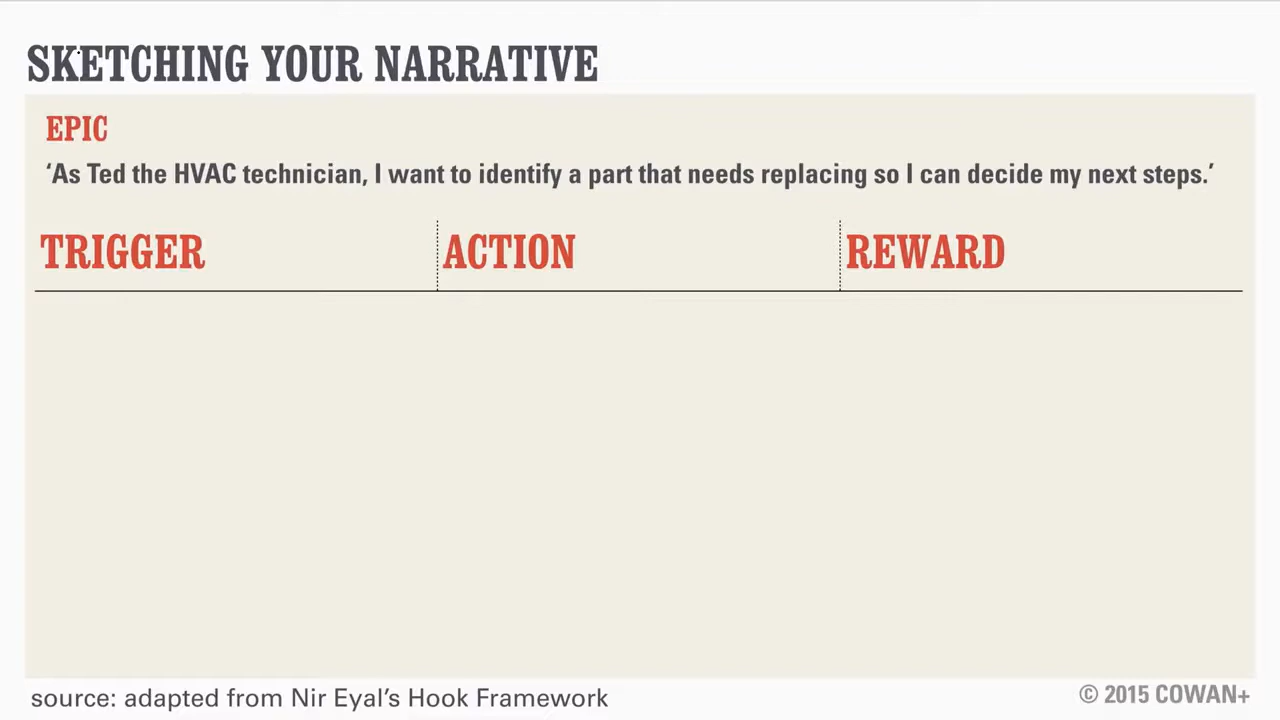 SKETCHING YOUR NARRATIVE
EPIC
‘As Ted the HVAC technician, I want to identify a part that needs replacing so I can decide my next steps.’
TRIGGER
ACTION
REWARD
source: adapted from Nir Eyal’s Hook Framework
© 2015 COWAN+